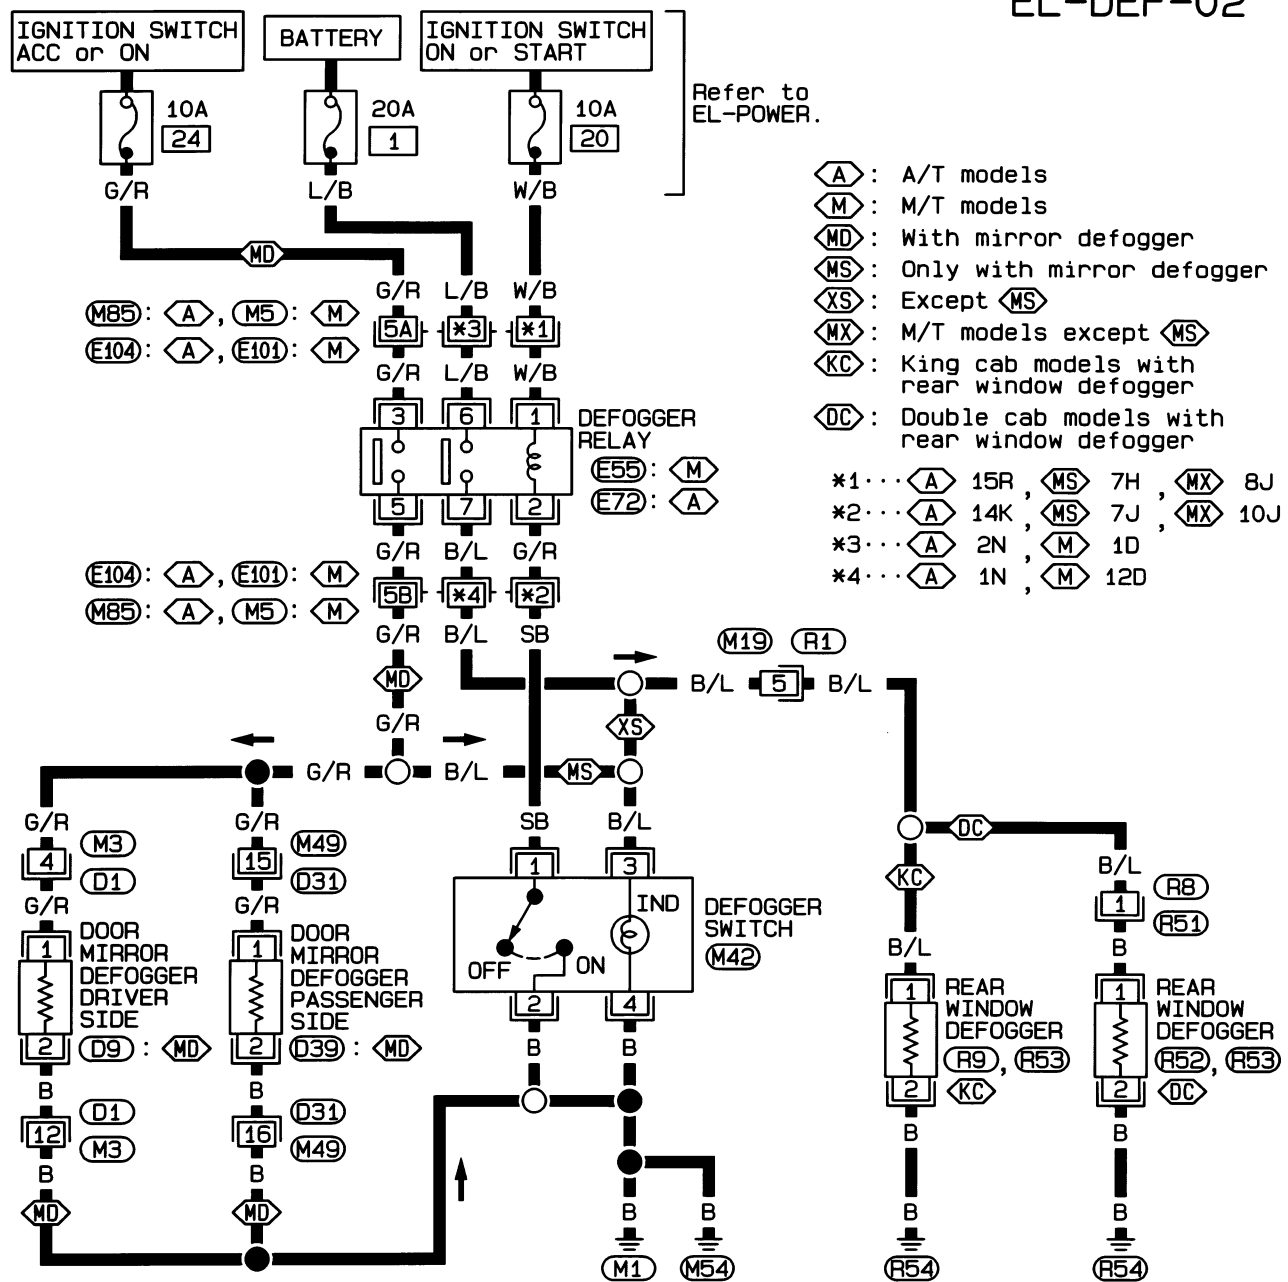 EL-DEF-02
IGNITION SWITCH
ACC or ON
BATTERY
IGNITION SWITCH
ON or START
Refer to
EL-POWER.
10A
24
20A
1
10A
20
G/R
L/B
W/B
A : A/T models
M : M/T models
MD : With mirror defogger
MS : Only with mirror defogger
XS : Except MS
MX : M/T models except MS
KC : King cab models with
rear window defogger
DC : Double cab models with
rear window defogger
*1··· A 15R , MS 7H , MX 8J
*2··· A 14K , MS 7J , MX 10J
*3··· A 2N , M 1D
*4··· A 1N , M 12D
MD
G/R L/B W/B
M85 : A , M5 : M
5A *3 *1
E104 : A , E101 : M
G/R L/B W/B
3 6 1
DEFOGGER
RELAY
E55 : M
E72 : A
5 7 2
G/R B/L G/R
E104 : A , E101 : M
5B *4 *2
M85 : A , M5 : M
G/R B/L SB
M19 R1
MD
B/L 5 B/L
G/R
XS
G/R B/L MS
DC
G/R
4
M3
D1
G/R
G/R
15
M49
D31
G/R
SB
B/L
1 3
IND
OFF
ON
DEFOGGER
SWITCH
M42
2 4
B B
KC
B/L
B/L
1
R8
R51
B
1
DOOR
MIRROR
DEFOGGER
DRIVER
SIDE
2
D9 : MD
1
DOOR
MIRROR
DEFOGGER
PASSENGER
SIDE
2
D39 : MD
1
REAR
WINDOW
DEFOGGER
R9 , R53
2
KC
1
REAR
WINDOW
DEFOGGER
R52 , R53
2
DC
B
12
D1
M3
B
MD
B
16
D31
M49
B
MD
B
B
B
B
B
M1
M54
R54
B
R54